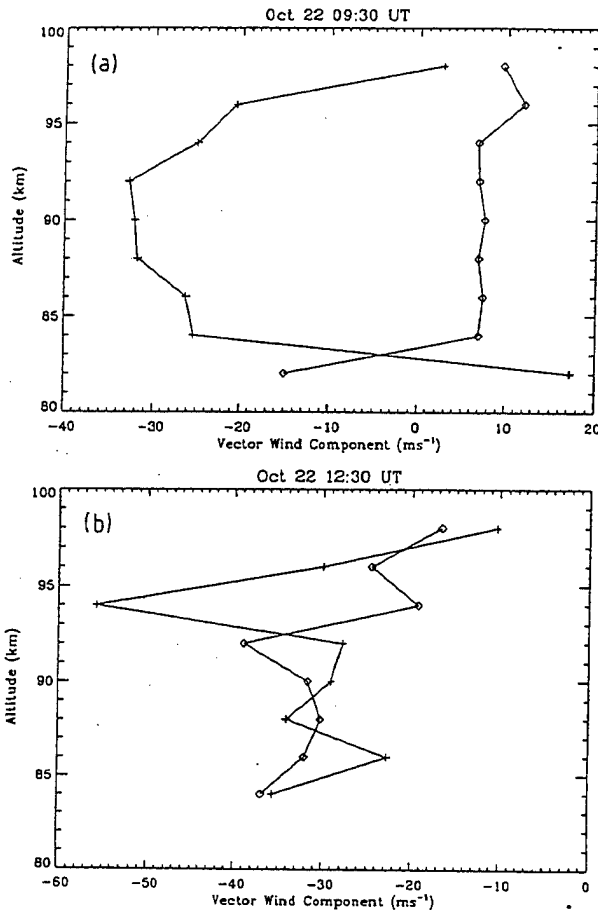 Oct 22 09:30 UT
(a)
Altitude (km)
100
95
90
85
80
-40 -30 -20 -10 0 10 20
Vector Wind Component (ms⁻¹)
Oct 22 12:30 UT
(b)
Altitude (km)
100
95
90
85
80
-60 -50 -40 -30 -20 -10 0
Vector Wind Component (ms⁻¹)